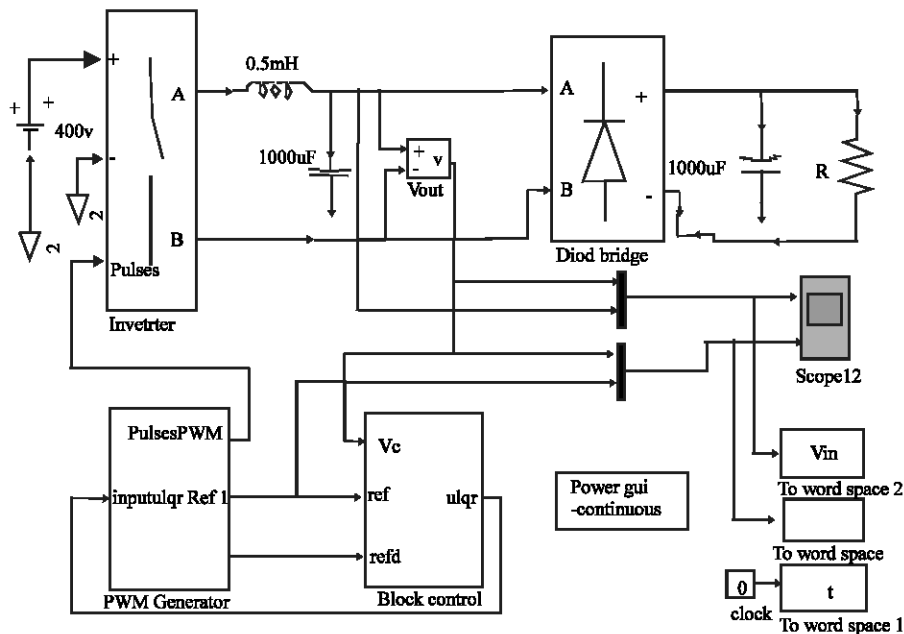 0.5mH
+
+ +
400v
-
A
B
Pulses
2
2
Invetrter
1000uF
+
-
v
Vout
A
B
+
-
Diod bridge
1000uF
R
Scope12
PulsesPWM
inputulqr Ref 1
PWM Generator
Vc
ref
refd
ulqr
Block control
Power gui
-continuous
Vin
To word space 2
To word space
0
clock
t
To word space 1